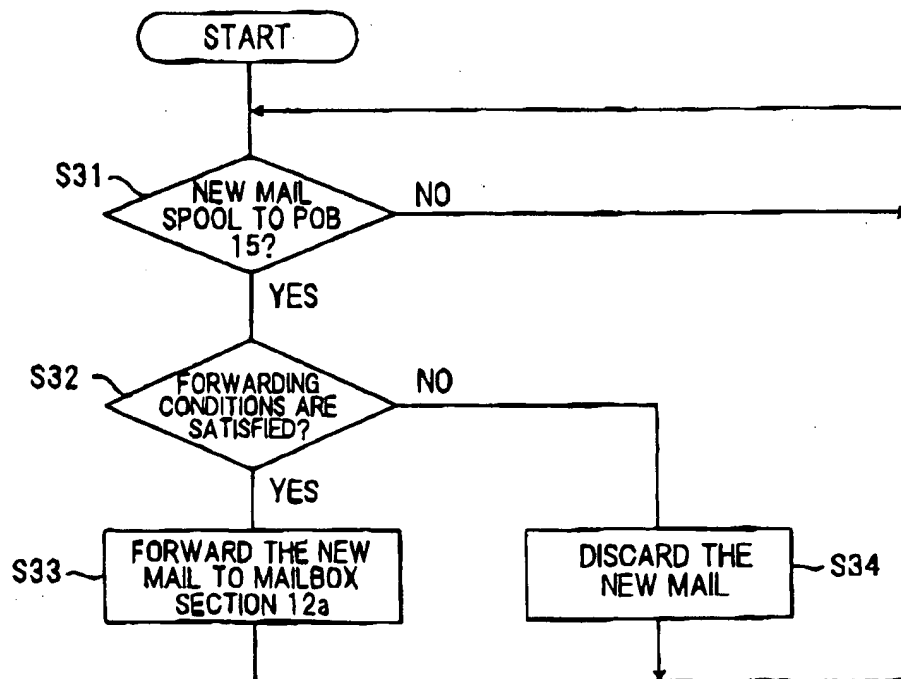 START
S31
NEW MAIL
SPOOL TO POB
15?
NO
YES
S32
FORWARDING
CONDITIONS ARE
SATISFIED?
NO
YES
S33
FORWARD THE NEW
MAIL TO MAILBOX
SECTION 12a
DISCARD THE
NEW MAIL
S34